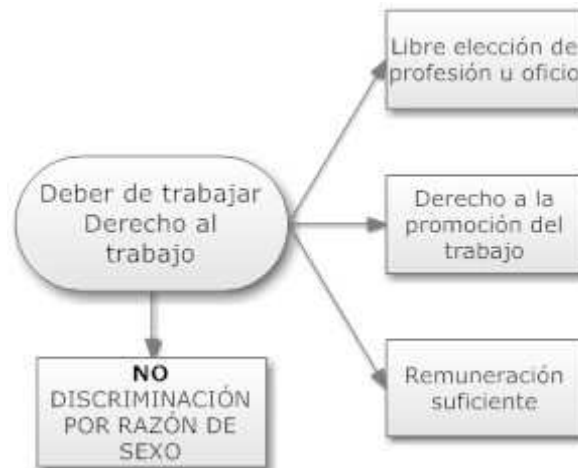 Libre elección de
profesión u oficio
Deber de trabajar
Derecho al
trabajo
Derecho a la
promoción del
trabajo
NO
DISCRIMINACIÓN
POR RAZÓN DE
SEXO
Remuneración
suficiente